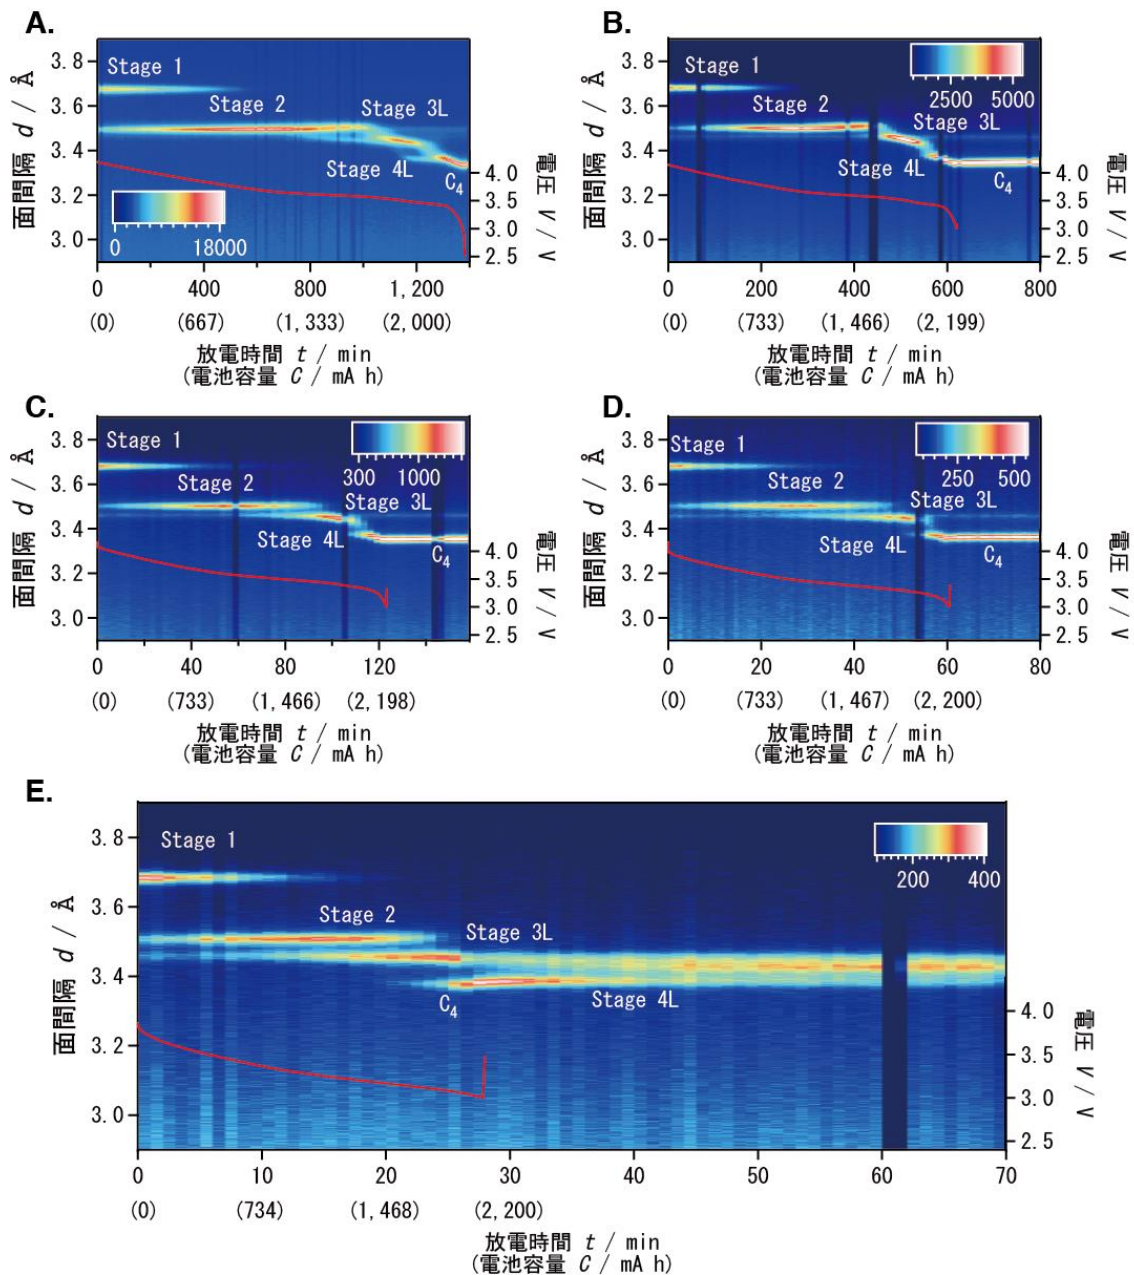 A.
面間隔 d / Å
3.8
3.6
3.4
3.2
3.0
Stage 1
Stage 2
Stage 3L
Stage 4L
C₄
0 18000
4.0
3.5
3.0
2.5
電圧 V / V
0 400 800 1,200
(0) (667) (1,333) (2,000)
放電時間 t / min
(電池容量 C / mA h)
B.
面間隔 d / Å
3.8
3.6
3.4
3.2
3.0
Stage 1
2500 5000
Stage 2
Stage 3L
Stage 4L
C₄
4.0
3.5
3.0
2.5
電圧 V / V
0 200 400 600 800
(0) (733) (1,466) (2,199)
放電時間 t / min
(電池容量 C / mA h)
C.
面間隔 d / Å
3.8
3.6
3.4
3.2
3.0
Stage 1
300 1000
Stage 2
Stage 3L
Stage 4L
C₄
4.0
3.5
3.0
2.5
電圧 V / V
0 40 80 120
(0) (733) (1,466) (2,198)
放電時間 t / min
(電池容量 C / mA h)
D.
面間隔 d / Å
3.8
3.6
3.4
3.2
3.0
Stage 1
250 500
Stage 2
Stage 3L
Stage 4L
C₄
4.0
3.5
3.0
2.5
電圧 V / V
0 20 40 60 80
(0) (733) (1,467) (2,200)
放電時間 t / min
(電池容量 C / mA h)
E.
面間隔 d / Å
3.8
3.6
3.4
3.2
3.0
Stage 1
200 400
Stage 2
Stage 3L
C₄
Stage 4L
4.0
3.5
3.0
2.5
電圧 V / V
0 10 20 30 40 50 60 70
(0) (734) (1,468) (2,200)
放電時間 t / min
(電池容量 C / mA h)